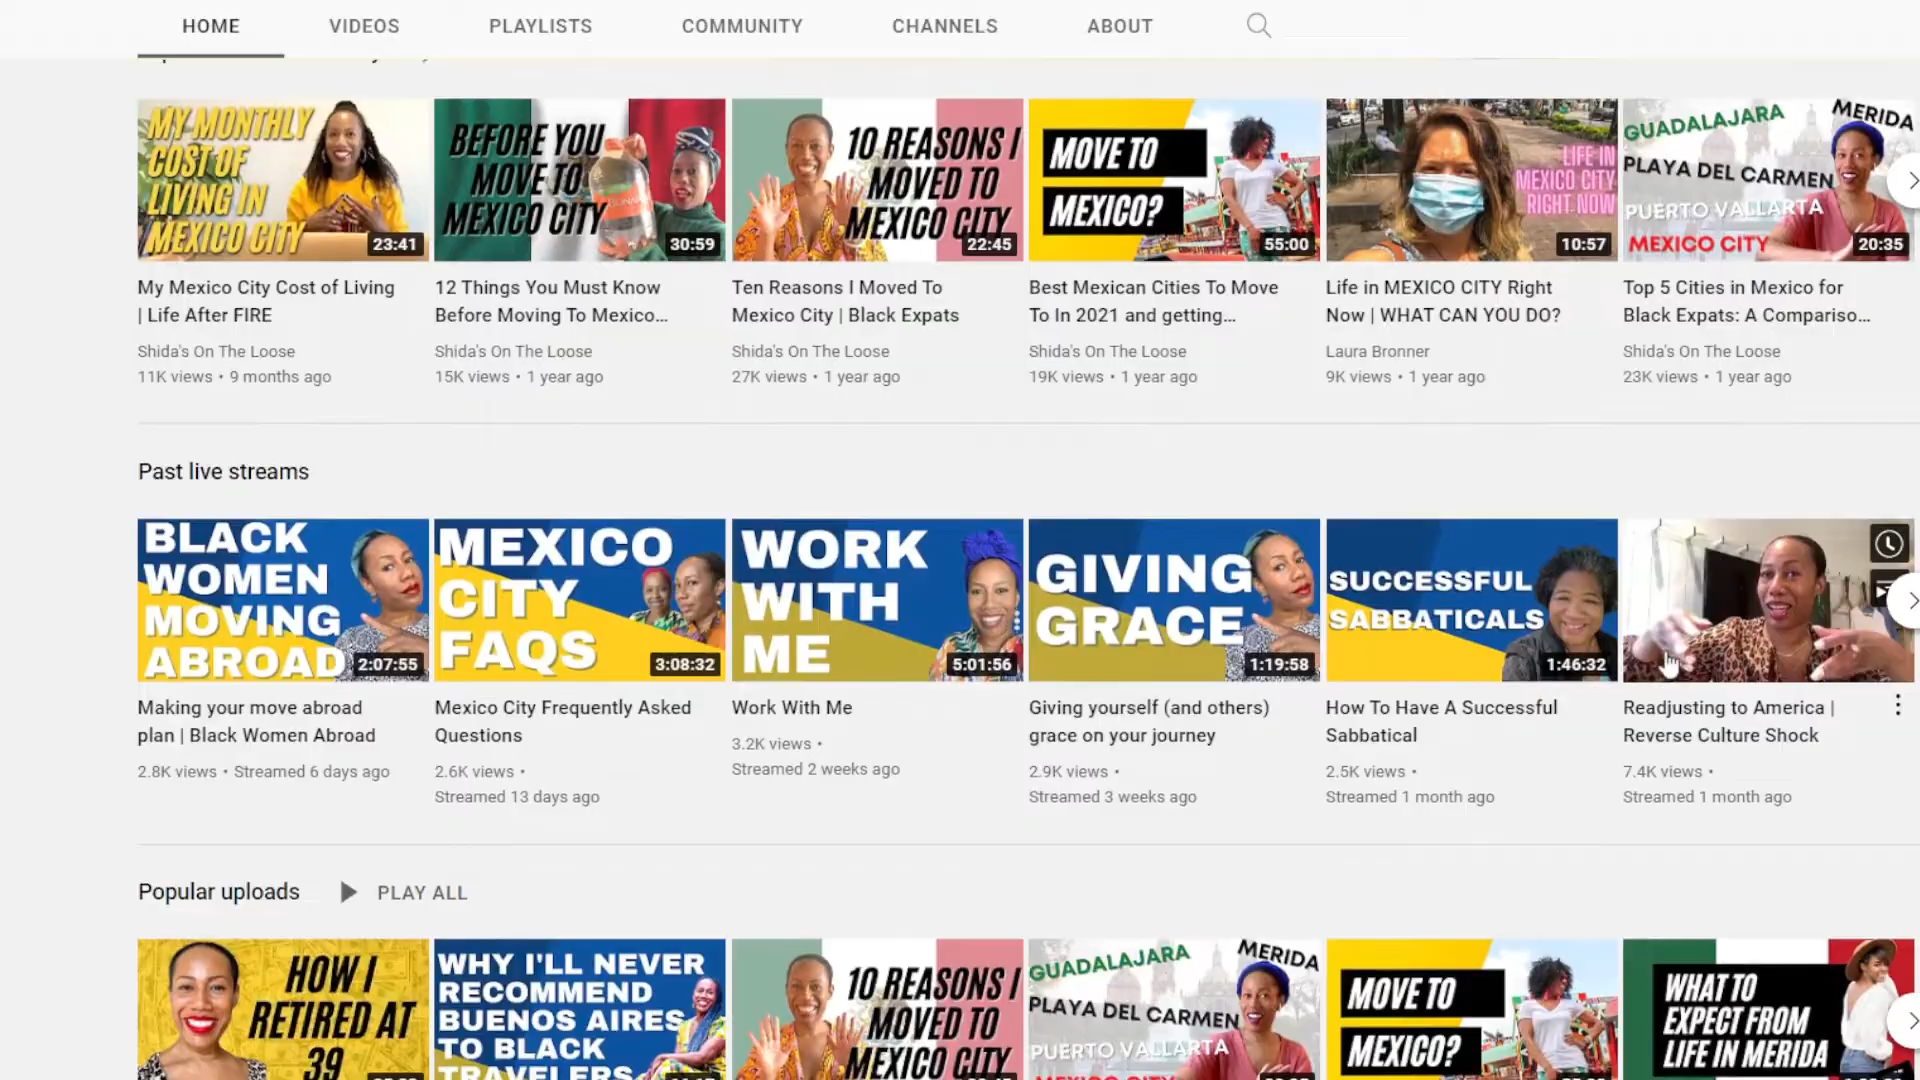 HOME VIDEOS PLAYLISTS COMMUNITY CHANNELS ABOUT
MY MONTHLY
COST OF
LIVING IN
MEXICO CITY
23:41
BEFORE YOU
MOVE TO
MEXICO CITY
30:59
10 REASONS I
MOVED TO
MEXICO CITY
22:45
MOVE TO
MEXICO?
55:00
LIFE IN
MEXICO CITY
RIGHT NOW
10:57
GUADALAJARA
MERIDA
PLAYA DEL CARMEN
PUERTO VALLARTA
MEXICO CITY
20:35
My Mexico City Cost of Living
| Life After FIRE
Shida's On The Loose
11K views • 9 months ago
12 Things You Must Know
Before Moving To Mexico...
Shida's On The Loose
15K views • 1 year ago
Ten Reasons I Moved To
Mexico City | Black Expats
Shida's On The Loose
27K views • 1 year ago
Best Mexican Cities To Move
To In 2021 and getting...
Shida's On The Loose
19K views • 1 year ago
Life in MEXICO CITY Right
Now | WHAT CAN YOU DO?
Laura Bronner
9K views • 1 year ago
Top 5 Cities in Mexico for
Black Expats: A Compariso...
Shida's On The Loose
23K views • 1 year ago
Past live streams
BLACK
WOMEN
MOVING
ABROAD
2:07:55
MEXICO
CITY
FAQS
3:08:32
WORK
WITH
ME
5:01:56
GIVING
GRACE
1:19:58
SUCCESSFUL
SABBATICALS
1:46:32
Making your move abroad
plan | Black Women Abroad
2.8K views • Streamed 6 days ago
Mexico City Frequently Asked
Questions
2.6K views •
Streamed 13 days ago
Work With Me
3.2K views •
Streamed 2 weeks ago
Giving yourself (and others)
grace on your journey
2.9K views •
Streamed 3 weeks ago
How To Have A Successful
Sabbatical
2.5K views •
Streamed 1 month ago
Readjusting to America |
Reverse Culture Shock
7.4K views •
Streamed 1 month ago
Popular uploads PLAY ALL
HOW I
RETIRED AT
39
WHY I'LL NEVER
RECOMMEND
BUENOS AIRES
TO BLACK
TRAVELERS
10 REASONS I
MOVED TO
MEXICO CITY
GUADALAJARA
MERIDA
PLAYA DEL CARMEN
PUERTO VALLARTA
MEXICO CITY
MOVE TO
MEXICO?
WHAT TO
EXPECT FROM
LIFE IN MERIDA